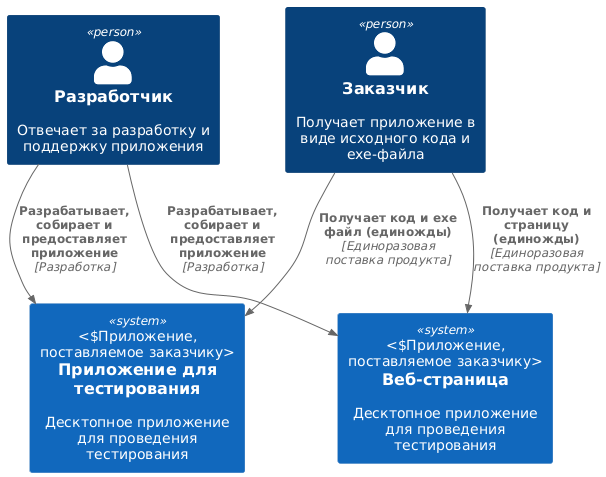 «person»
Разработчик
Отвечает за разработку и
поддержку приложения
«person»
Заказчик
Получает приложение в
виде исходного кода и
exe-файла
Разрабатывает,
собирает и
предоставляет
приложение
[Разработка]
Разрабатывает,
собирает и
предоставляет
приложение
[Разработка]
Получает код и exe
файл (единожды)
[Единоразовая
поставка продукта]
Получает код и
страницу
(единожды)
[Единоразовая
поставка продукта]
«system»
<$Приложение,
поставляемое заказчику>
Приложение для
тестирования
Десктопное приложение
для проведения
тестирования
«system»
<$Приложение,
поставляемое заказчику>
Веб-страница
Десктопное приложение
для проведения
тестирования